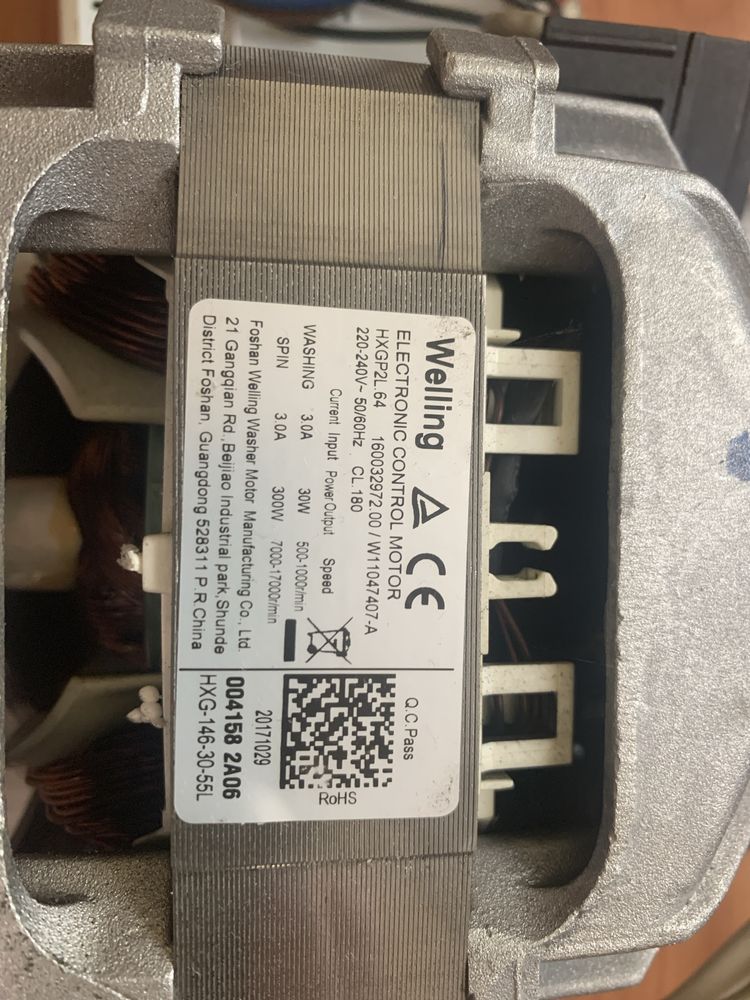 Welling CE
ELECTRONIC CONTROL MOTOR
HXGP2L.64 160032972.00 / W11047407-A
220-240V~ 50/60Hz CL.180
Current Input Power Output Speed
WASHING 3.0A 30W 500-1000r/min
SPIN 3.0A 300W 7000-17000r/min
Foshan Welling Washer Motor Manufacturing Co., Ltd.
21 Gangqian Rd.,Beijiao Industrial park,Shunde
District Foshan, Guangdong 528311 P.R.China
Q.C.Pass
RoHS
20171029
004158 2A06
HXG-146-30-55L